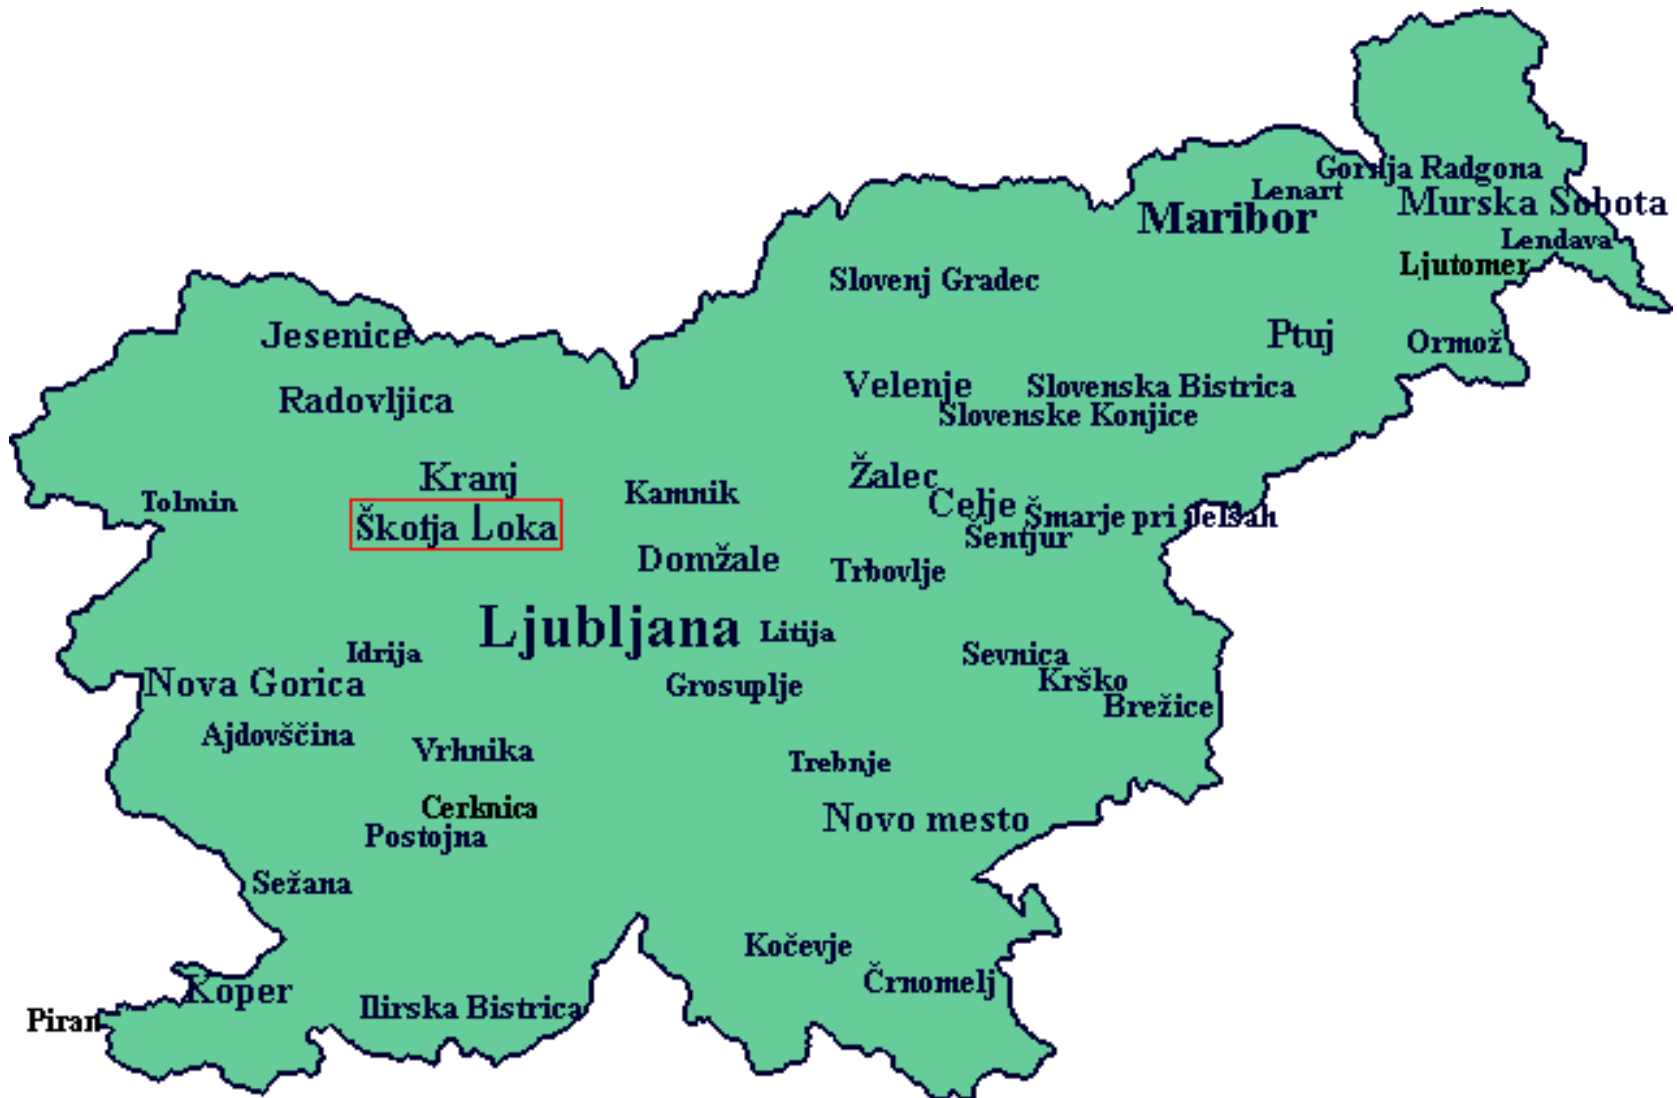 Gornja Radgona
Lenart
Murska Sobota
Maribor
Lendava
Ljutomer
Slovenj Gradec
Jesenice
Ptuj
Ormož
Velenje
Slovenska Bistrica
Radovljica
Slovenske Konjice
Kranj
Žalec
Kamnik
Tolmin
Celje
Šmarje pri Jelšah
Škofja Loka
Šentjur
Domžale
Trbovlje
Ljubljana
Litija
Idrija
Sevnica
Nova Gorica
Grosuplje
Krško
Brežice
Ajdovščina
Vrhnika
Trebnje
Cerknica
Novo mesto
Postojna
Sežana
Kočevje
Črnomelj
Koper
Ilirska Bistrica
Piran